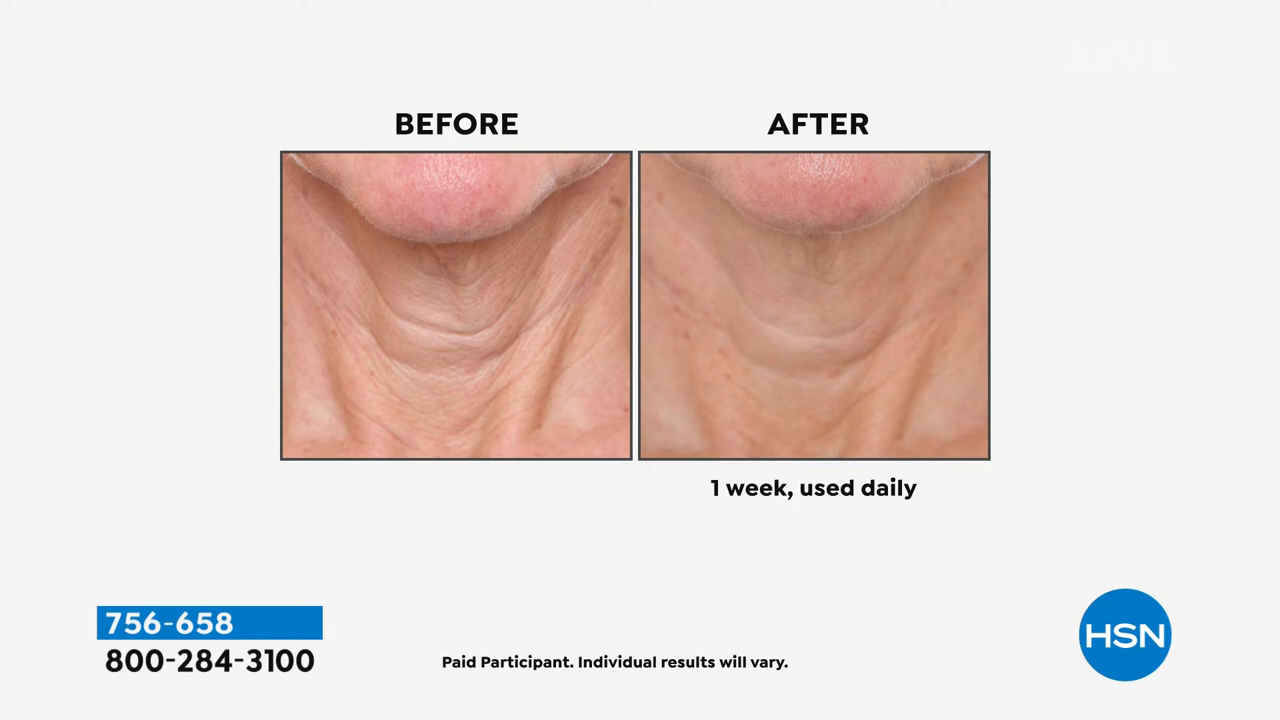 BEFORE
AFTER
1 week, used daily
756-658
800-284-3100
Paid Participant. Individual results will vary.
HSN